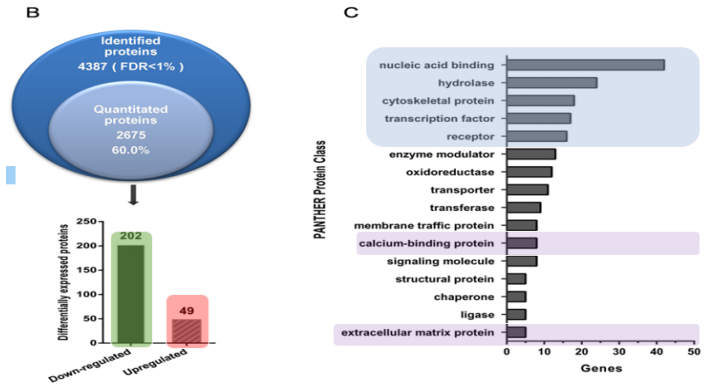 B
Identified
proteins
4387 ( FDR<1% )
Quantitated
proteins
2675
60.0%
Differentially expressed proteins
250
200
150
100
50
0
202
49
Down-regulated
Upregulated
C
PANTHER Protein Class
nucleic acid binding
hydrolase
cytoskeletal protein
transcription factor
receptor
enzyme modulator
oxidoreductase
transporter
transferase
membrane traffic protein
calcium-binding protein
signaling molecule
structural protein
chaperone
ligase
extracellular matrix protein
0 10 20 30 40 50
Genes